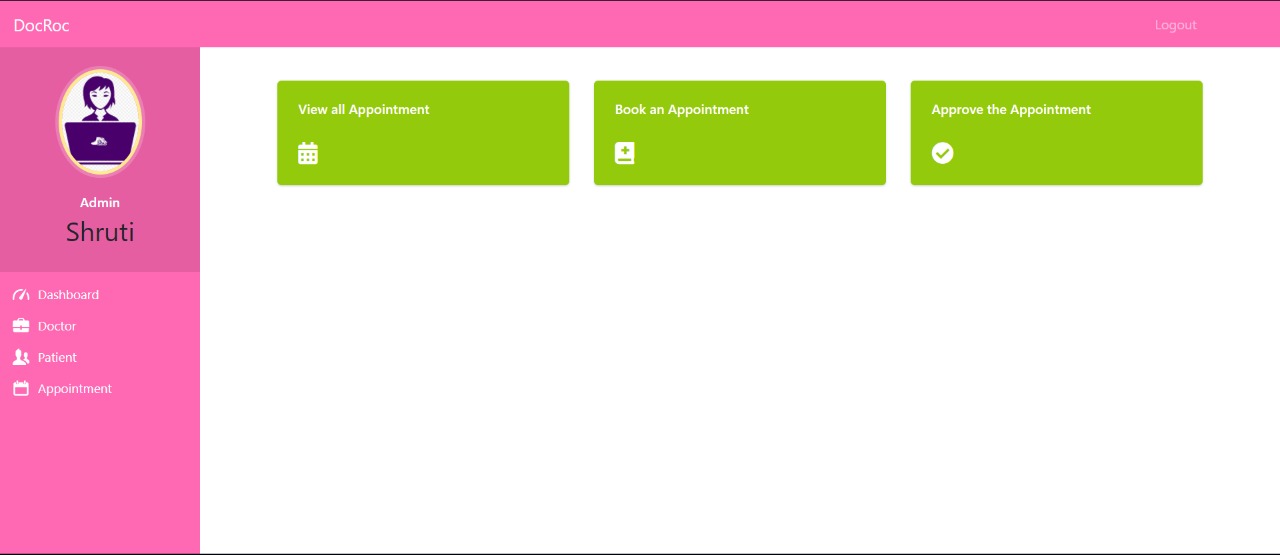 DocRoc
Logout
Admin
Shruti
Dashboard
Doctor
Patient
Appointment
View all Appointment
Book an Appointment
Approve the Appointment